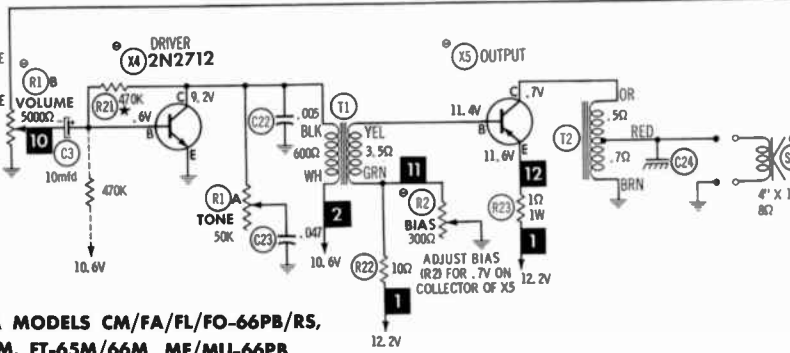 DRIVER
X4 2N2712
X5 OUTPUT
R1 B
VOLUME
5000Ω
10
C3
10mfd
R21 470K
★
470K
10.6V
.6V
9.2V
C
B
E
C22 .005
R1 A
TONE
50K
C23 .047
T1
BLK
600Ω
WH
YEL
3.5Ω
GRN
2
10.6V
11
R2
BIAS
300Ω
R22 10Ω
1
12.2V
ADJUST BIAS
(R2) FOR .7V ON
COLLECTOR OF X5
11.4V
B
C
.7V
E
11.6V
12
R23 1Ω
1W
1
12.2V
T2
OR
.5Ω
RED
.7Ω
BRN
C24
8Ω
MODELS CM/FA/FL/FO-66PB/RS,
FT-65M/66M, MF/MU-66PB